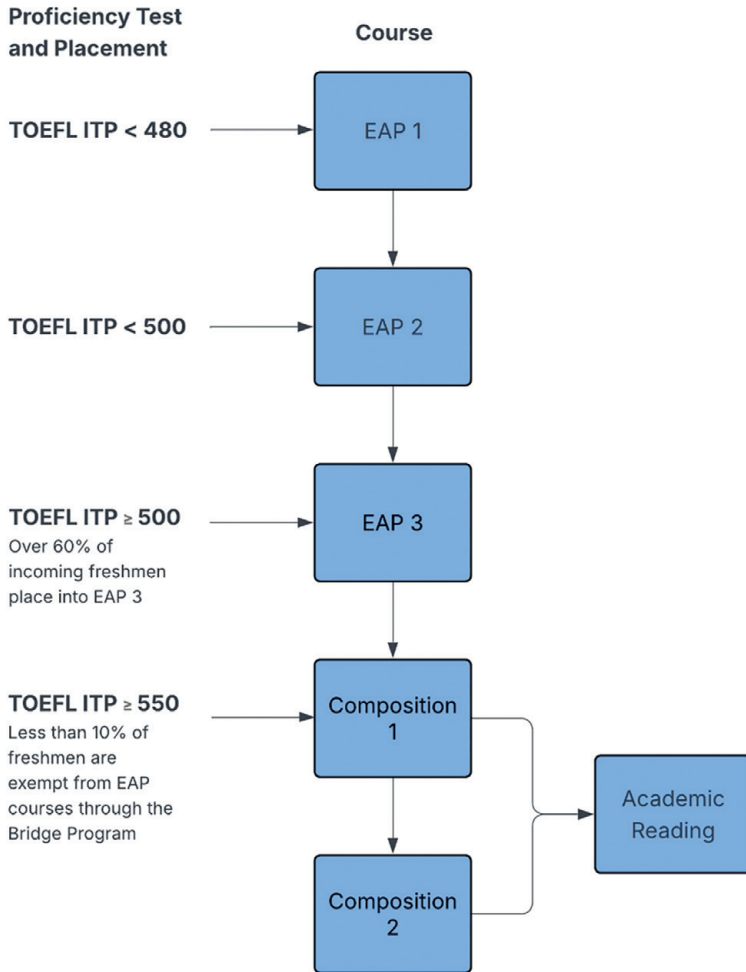 Proficiency Test
and Placement
Course
TOEFL ITP < 480
EAP 1
TOEFL ITP < 500
EAP 2
TOEFL ITP ≥ 500
Over 60% of
incoming freshmen
place into EAP 3
EAP 3
TOEFL ITP ≥ 550
Less than 10% of
freshmen are
exempt from EAP
courses through the
Bridge Program
Composition
1
Academic
Reading
Composition
2